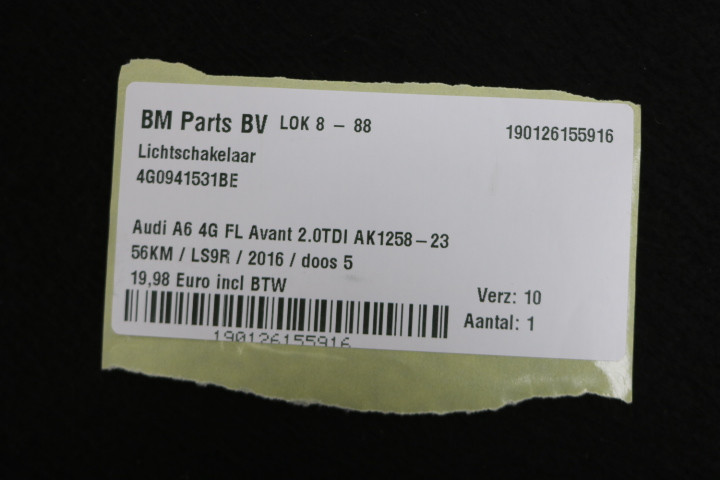 BM Parts BV LOK 8 - 88 190126155916
Lichtschakelaar
4G0941531BE
Audi A6 4G FL Avant 2.0TDI AK1258-23
56KM / LS9R / 2016 / doos 5
19,98 Euro incl BTW
Verz: 10
Aantal: 1
190126155916